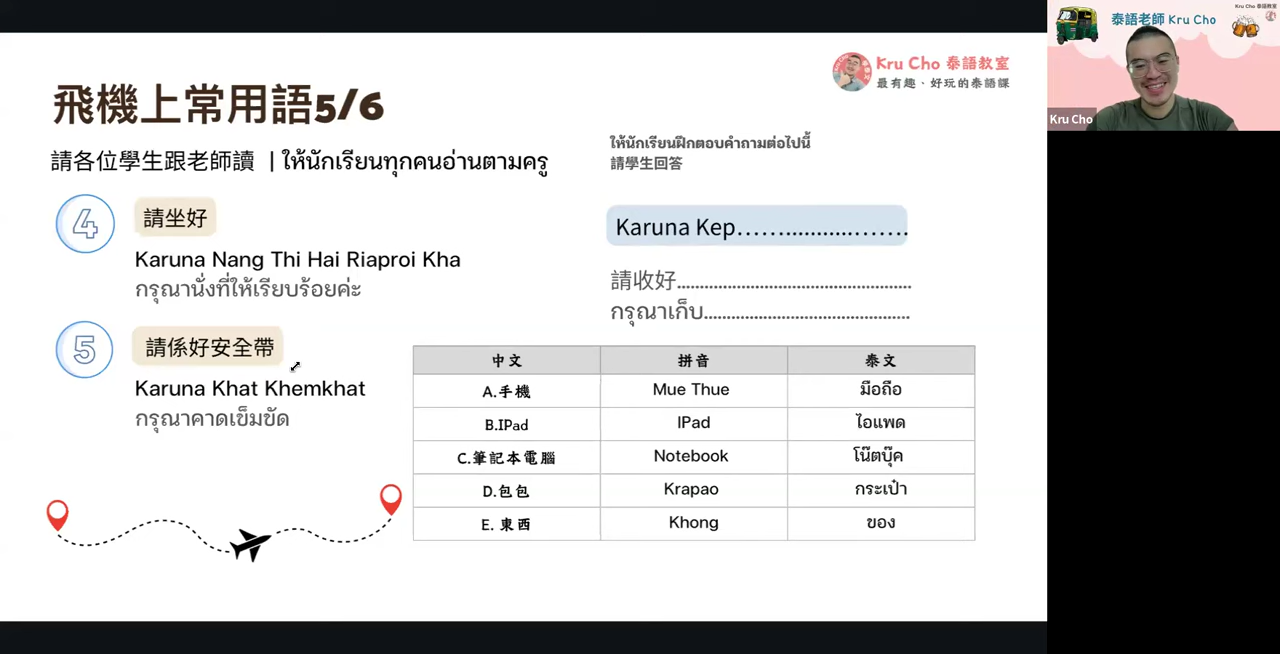 飛機上常用語5/6
請各位學生跟老師讀 | ให้นักเรียนทุกคนอ่านตามครู
4
請坐好
Karuna Nang Thi Hai Riaproi Kha
กรุณานั่งที่ให้เรียบร้อยค่ะ
5
請係好安全帶
Karuna Khat Khemkhat
กรุณาคาดเข็มขัด
Kru Cho 泰語教室
最有趣、好玩的泰語課
ให้นักเรียนฝึกตอบคำถามต่อไปนี้
請學生回答
Karuna Kep……...........…….
請收好.....................................................
กรุณาเก็บ.............................................
中文 拼音 泰文
A.手機 Mue Thue มือถือ
B.IPad IPad ไอแพด
C.筆記本電腦 Notebook โน๊ตบุ๊ค
D.包包 Krapao กระเป๋า
E. 東西 Khong ของ
Kru Cho 泰語教室
泰語老師 Kru Cho
Kru Cho